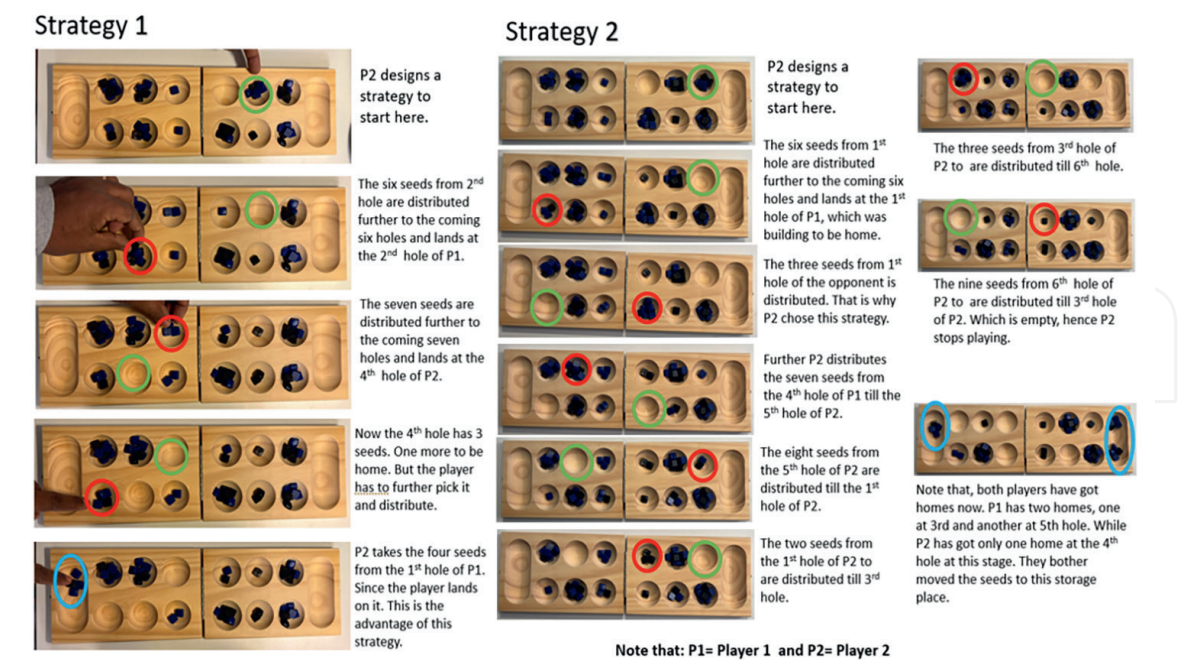 Strategy 1
P2 designs a
strategy to
start here.
The six seeds from 2nd
hole are distributed
further to the coming
six holes and lands at
the 2nd hole of P1.
The seven seeds are
distributed further to
the coming seven
holes and lands at the
4th hole of P2.
Now the 4th hole has 3
seeds. One more to be
home. But the player
has to further pick it
and distribute.
P2 takes the four seeds
from the 1st hole of P1.
Since the player lands
on it. This is the
advantage of this
strategy.
Strategy 2
P2 designs a
strategy to
start here.
The six seeds from 1st
hole are distributed
further to the coming six
holes and lands at the 1st
hole of P1, which was
building to be home.
The three seeds from 1st
hole of the opponent is
distributed. That is why
P2 chose this strategy.
Further P2 distributes
the seven seeds from
the 4th hole of P1 till the
5th hole of P2.
The eight seeds from
the 5th hole of P2 are
distributed till the 1st
hole of P2.
The two seeds from
the 1st hole of P2 to
are distributed till 3rd
hole.
The three seeds from 3rd hole of
P2 to are distributed till 6th hole.
The nine seeds from 6th hole of
P2 to are distributed till 3rd hole
of P2. Which is empty, hence P2
stops playing.
Note that, both players have got
homes now. P1 has two homes, one
at 3rd and another at 5th hole. While
P2 has got only one home at the 4th
hole at this stage. They bother
moved the seeds to this storage
place.
Note that: P1= Player 1 and P2= Player 2